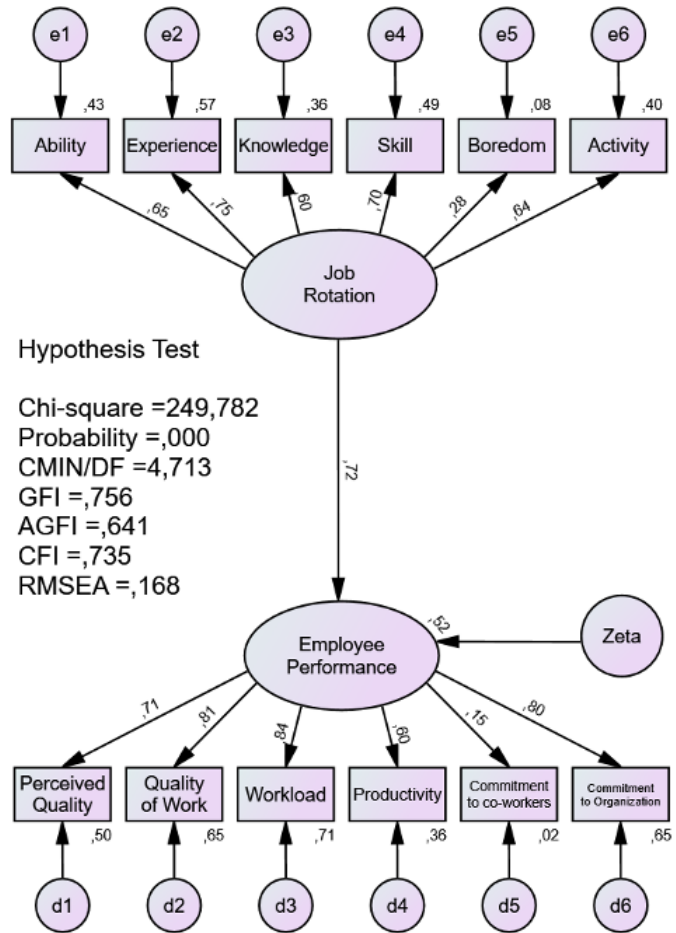 e1
e2
e3
e4
e5
e6
,43
,57
,36
,49
,08
,40
Ability
Experience
Knowledge
Skill
Boredom
Activity
,65
,75
,60
,70
,28
,64
Job
Rotation
Hypothesis Test
Chi-square =249,782
Probability =,000
CMIN/DF =4,713
GFI =,756
AGFI =,641
CFI =,735
RMSEA =,168
,72
,52
Employee
Performance
Zeta
,71
,81
,84
,60
,15
,80
Perceived
Quality
Quality
of Work
Workload
Productivity
Commitment
to co-workers
Commitment
to Organization
,50
,65
,71
,36
,02
,65
d1
d2
d3
d4
d5
d6